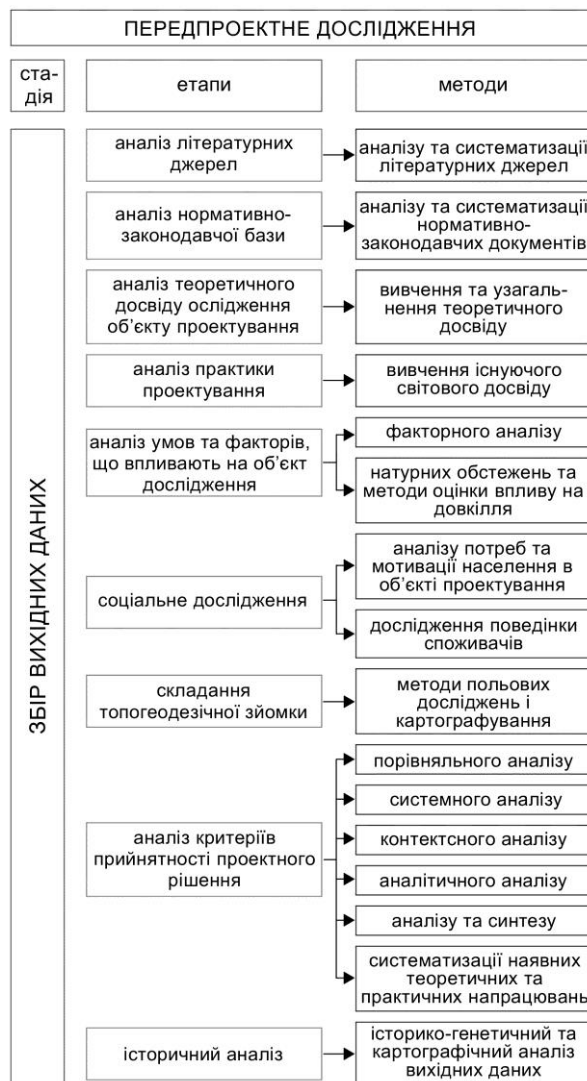 ПЕРЕДПРОЕКТНЕ ДОСЛІДЖЕННЯ
ста-
дія
етапи
методи
ЗБІР ВИХІДНИХ ДАНИХ
аналіз літературних
джерел
аналізу та систематизації
літературних джерел
аналіз нормативно-
законодавчої бази
аналізу та систематизації
нормативно-
законодавчих документів
аналіз теоретичного
досвіду ослідження
об’єкту проектування
вивчення та узагаль-
нення теоретичного
досвіду
аналіз практики
проектування
вивчення існуючого
світового досвіду
аналіз умов та факторів,
що впливають на об’єкт
дослідження
факторного аналізу
натурних обстежень та
методи оцінки впливу на
довкілля
соціальне дослідження
аналізу потреб та
мотивації населення в
об’єкті проектування
дослідження поведінки
споживачів
складання
топогеодезічної зйомки
методи польових
досліджень і
картографування
аналіз критеріїв
прийнятності проектного
рішення
порівняльного аналізу
системного аналізу
контектсного аналізу
аналітичного аналізу
аналізу та синтезу
систематизації наявних
теоретичних та
практичних напрацювань
історичний аналіз
історико-генетичний та
картографічний аналіз
вихідних даних